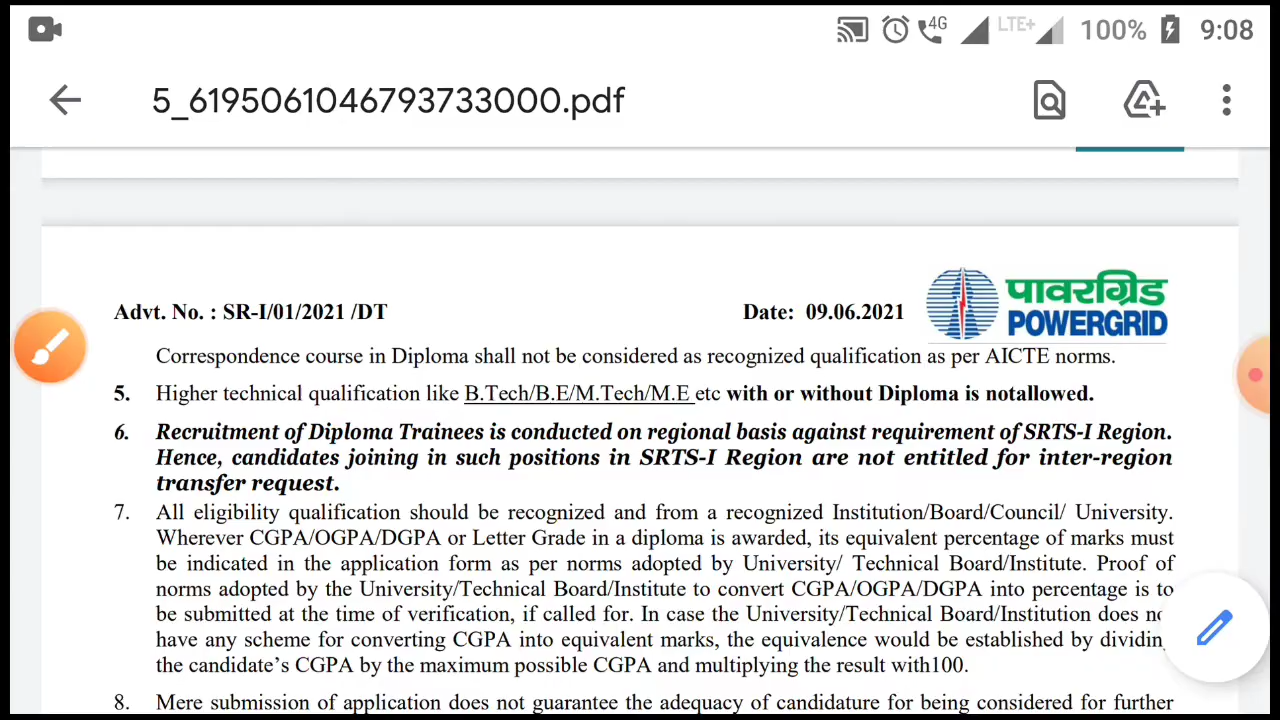 4G LTE+ 100% 9:08
5_6195061046793733000.pdf
पावरग्रिड
Advt. No. : SR-I/01/2021 /DT Date: 09.06.2021 POWERGRID
Correspondence course in Diploma shall not be considered as recognized qualification as per AICTE norms.
5. Higher technical qualification like B.Tech/B.E/M.Tech/M.E etc with or without Diploma is notallowed.
6. Recruitment of Diploma Trainees is conducted on regional basis against requirement of SRTS-I Region.
Hence, candidates joining in such positions in SRTS-I Region are not entitled for inter-region
transfer request.
7. All eligibility qualification should be recognized and from a recognized Institution/Board/Council/ University.
Wherever CGPA/OGPA/DGPA or Letter Grade in a diploma is awarded, its equivalent percentage of marks must
be indicated in the application form as per norms adopted by University/ Technical Board/Institute. Proof of
norms adopted by the University/Technical Board/Institute to convert CGPA/OGPA/DGPA into percentage is to
be submitted at the time of verification, if called for. In case the University/Technical Board/Institution does
have any scheme for converting CGPA into equivalent marks, the equivalence would be established by
the candidate's CGPA by the maximum possible CGPA and multiplying the result with100.
8. Mere submission of application does not guarantee the adequacy of candidature for being considered for further